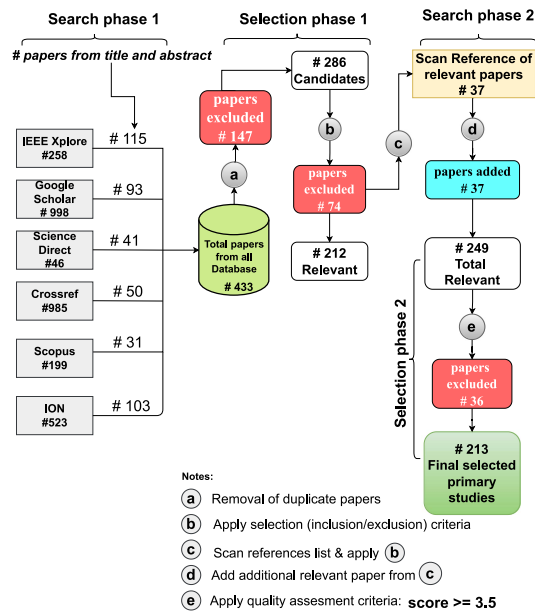 Search phase 1
# papers from title and abstract
IEEE Xplore
#258
# 115
Google
Scholar
# 998
# 93
Science
Direct
#46
# 41
Crossref
#985
# 50
Scopus
#199
# 31
ION
#523
# 103
Selection phase 1
papers
excluded
# 147
a
Total papers
from all
Database
# 433
# 286
Candidates
b
papers
excluded
# 74
# 212
Relevant
c
Search phase 2
Scan Reference of
relevant papers
# 37
d
papers added
# 37
# 249
Total
Relevant
e
Selection phase 2
papers
excluded
# 36
# 213
Final selected
primary
studies
Notes:
a Removal of duplicate papers
b Apply selection (inclusion/exclusion) criteria
c Scan references list & apply b
d Add additional relevant paper from c
e Apply quality assesment criteria: score >= 3.5